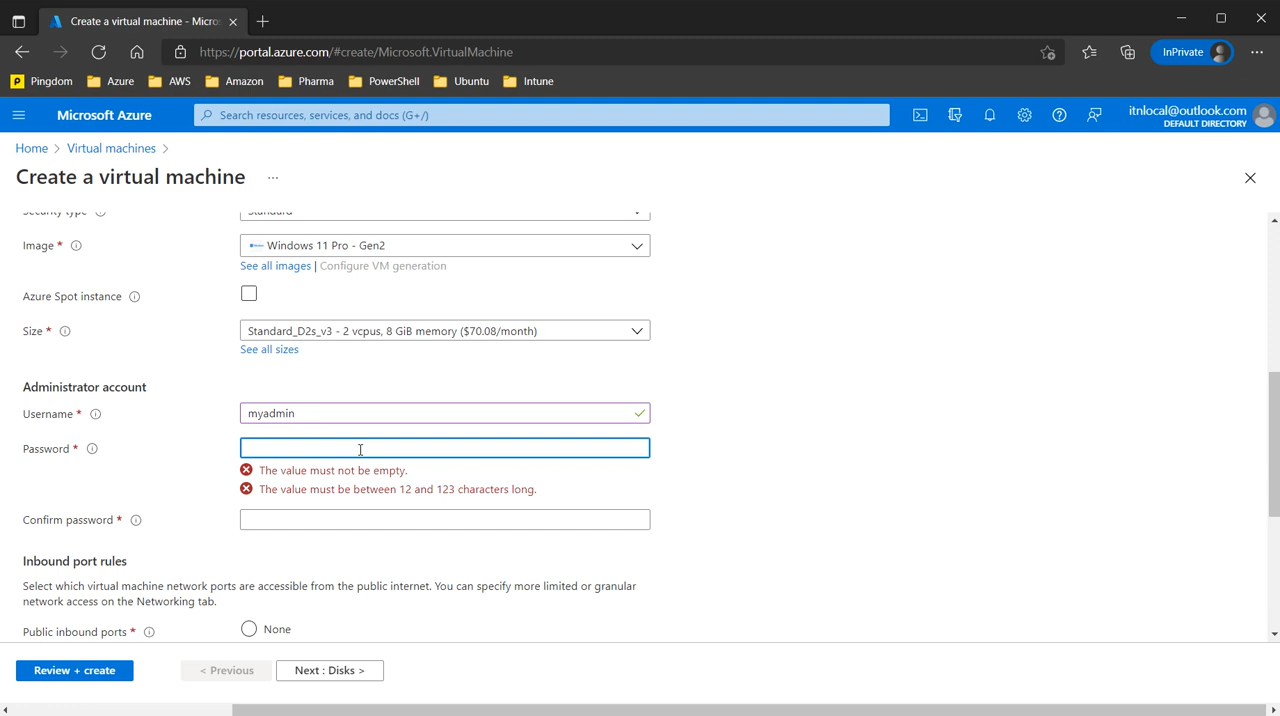 Create a virtual machine - Micro
https://portal.azure.com/#create/Microsoft.VirtualMachine
InPrivate
P Pingdom Azure AWS Amazon Pharma PowerShell Ubuntu Intune
Microsoft Azure
Search resources, services, and docs (G+/)
itnlocal@outlook.com
DEFAULT DIRECTORY
Home > Virtual machines >
Create a virtual machine ...
Security type
Standard
Image *
Windows 11 Pro - Gen2
See all images | Configure VM generation
Azure Spot instance
Size *
Standard_D2s_v3 - 2 vcpus, 8 GiB memory ($70.08/month)
See all sizes
Administrator account
Username *
myadmin
Password *
The value must not be empty.
The value must be between 12 and 123 characters long.
Confirm password *
Inbound port rules
Select which virtual machine network ports are accessible from the public internet. You can specify more limited or granular
network access on the Networking tab.
Public inbound ports *
None
Review + create
< Previous
Next : Disks >